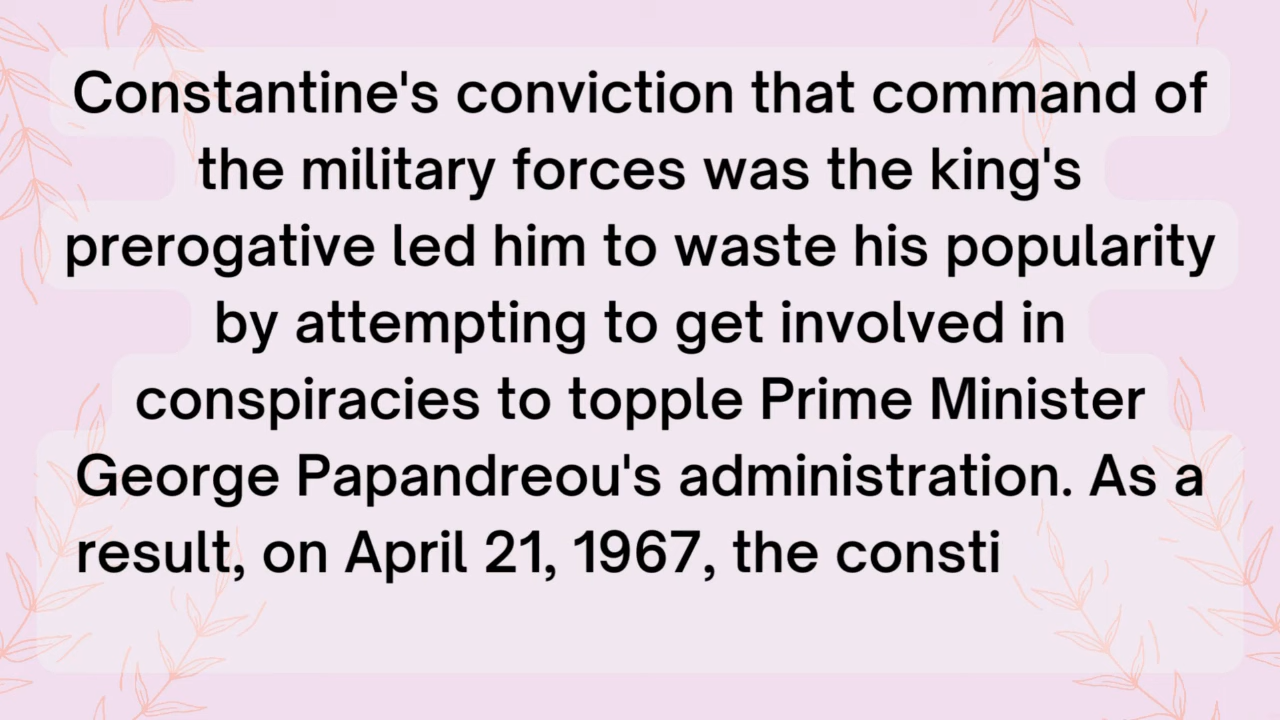 Constantine's conviction that command of
the military forces was the king's
prerogative led him to waste his popularity
by attempting to get involved in
conspiracies to topple Prime Minister
George Papandreou's administration. As a
result, on April 21, 1967, the consti